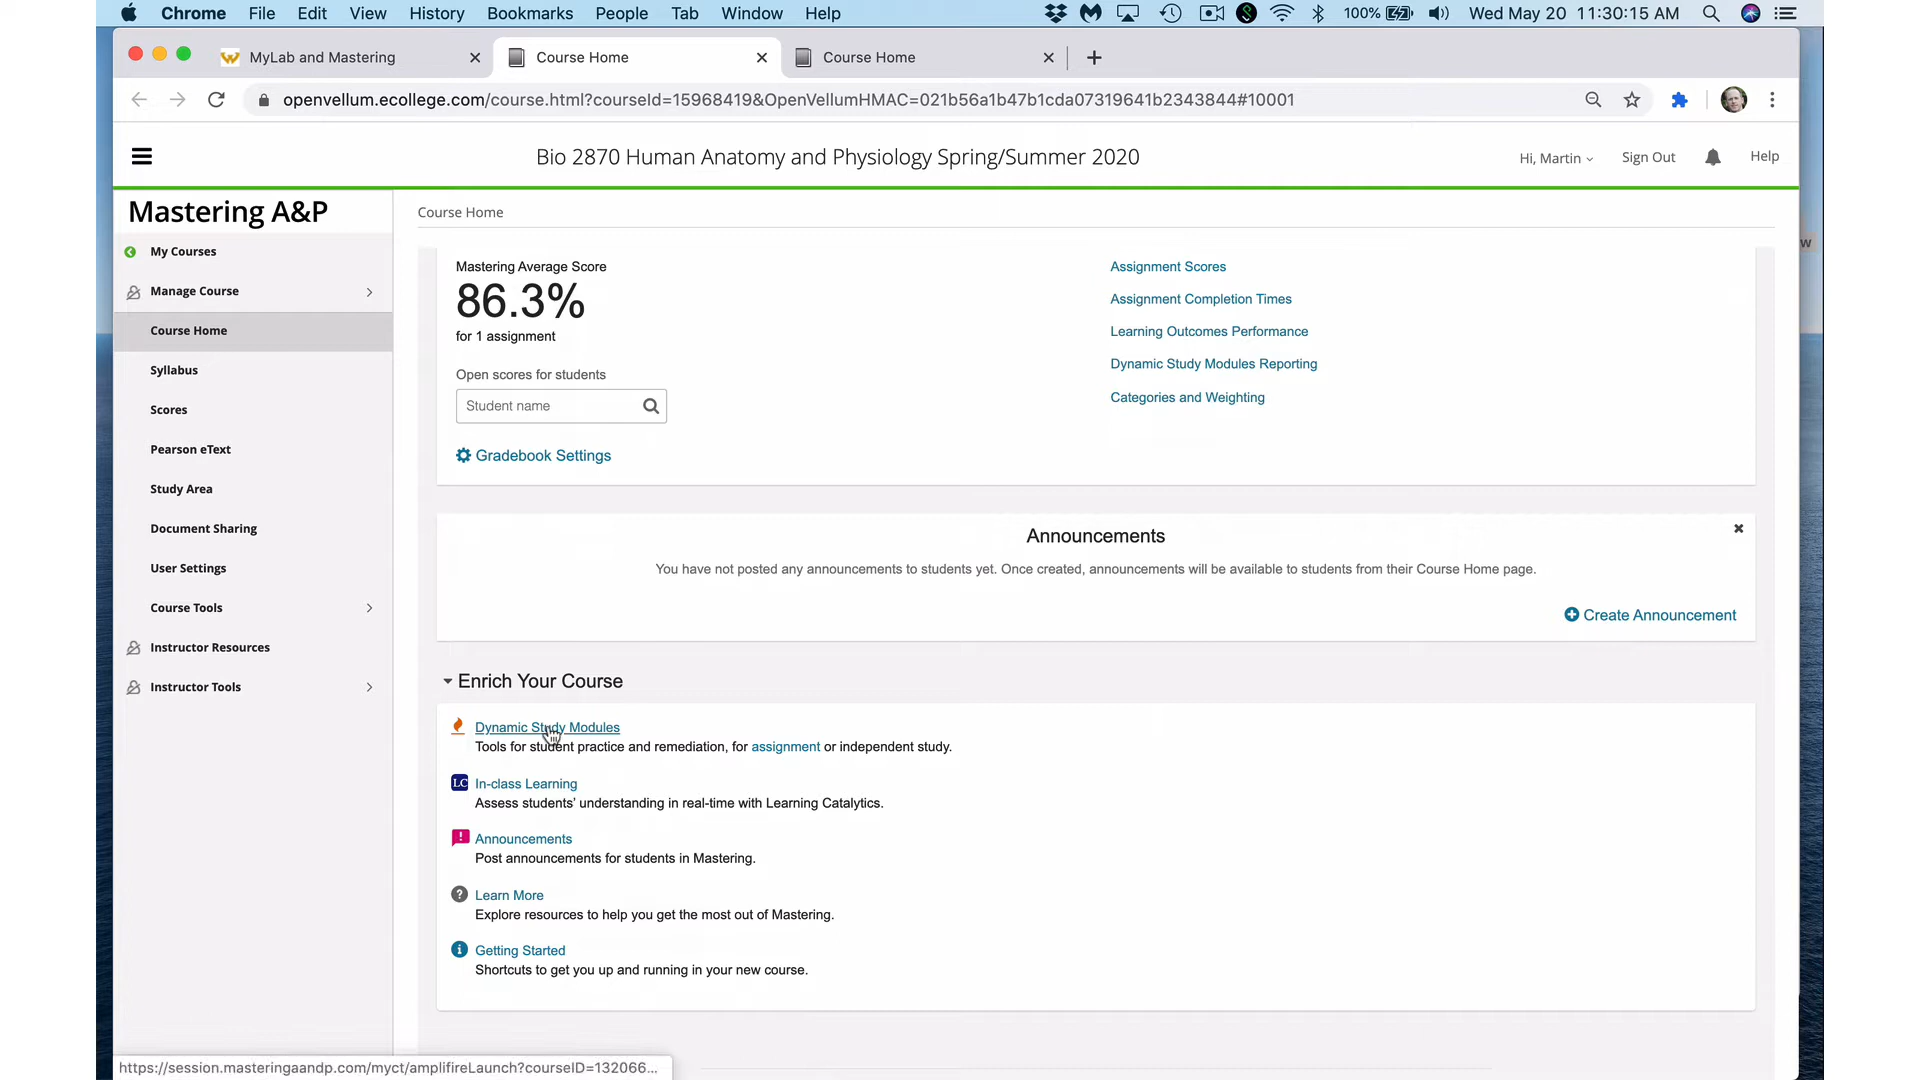 Chrome File Edit View History Bookmarks People Tab Window Help 100% Wed May 20 11:30:15 AM
MyLab and Mastering Course Home Course Home
openvellum.ecollege.com/course.html?courseId=15968419&OpenVellumHMAC=021b56a1b47b1cda07319641b2343844#10001
Bio 2870 Human Anatomy and Physiology Spring/Summer 2020
Hi, Martin Sign Out Help
Mastering A&P
My Courses
Manage Course
Course Home
Syllabus
Scores
Pearson eText
Study Area
Document Sharing
User Settings
Course Tools
Instructor Resources
Instructor Tools
Course Home
Mastering Average Score
86.3%
for 1 assignment
Open scores for students
Student name
Gradebook Settings
Assignment Scores
Assignment Completion Times
Learning Outcomes Performance
Dynamic Study Modules Reporting
Categories and Weighting
Announcements
You have not posted any announcements to students yet. Once created, announcements will be available to students from their Course Home page.
Create Announcement
Enrich Your Course
Dynamic Study Modules
Tools for student practice and remediation, for assignment or independent study.
LC In-class Learning
Assess students' understanding in real-time with Learning Catalytics.
Announcements
Post announcements for students in Mastering.
Learn More
Explore resources to help you get the most out of Mastering.
Getting Started
Shortcuts to get you up and running in your new course.
https://session.masteringaandp.com/myct/amplifireLaunch?courseID=132066...
w